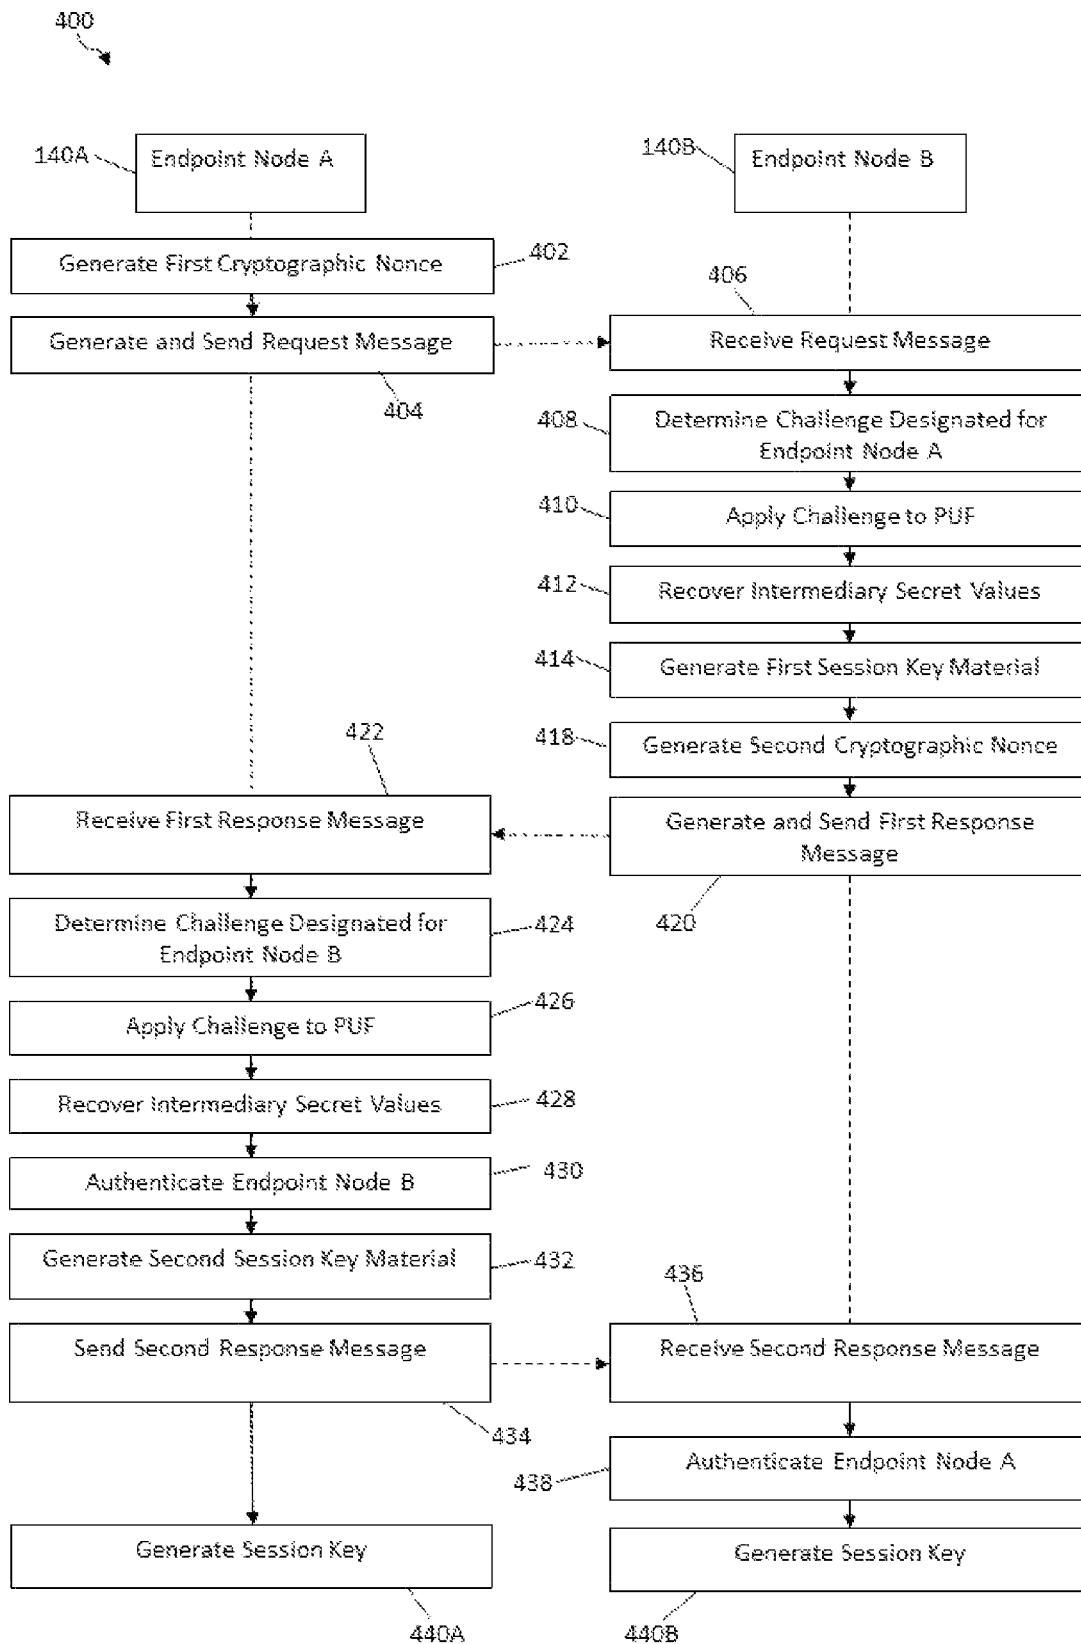 400
140A
Endpoint Node A
140B
Endpoint Node B
Generate First Cryptographic Nonce
402
406
Generate and Send Request Message
Receive Request Message
404
408
Determine Challenge Designated for
Endpoint Node A
410
Apply Challenge to PUF
412
Recover Intermediary Secret Values
414
Generate First Session Key Material
422
418
Generate Second Cryptographic Nonce
Receive First Response Message
Generate and Send First Response
Message
420
Determine Challenge Designated for
Endpoint Node B
424
Apply Challenge to PUF
426
Recover Intermediary Secret Values
428
Authenticate Endpoint Node B
430
Generate Second Session Key Material
432
436
Send Second Response Message
Receive Second Response Message
434
438
Authenticate Endpoint Node A
Generate Session Key
Generate Session Key
440A
440B